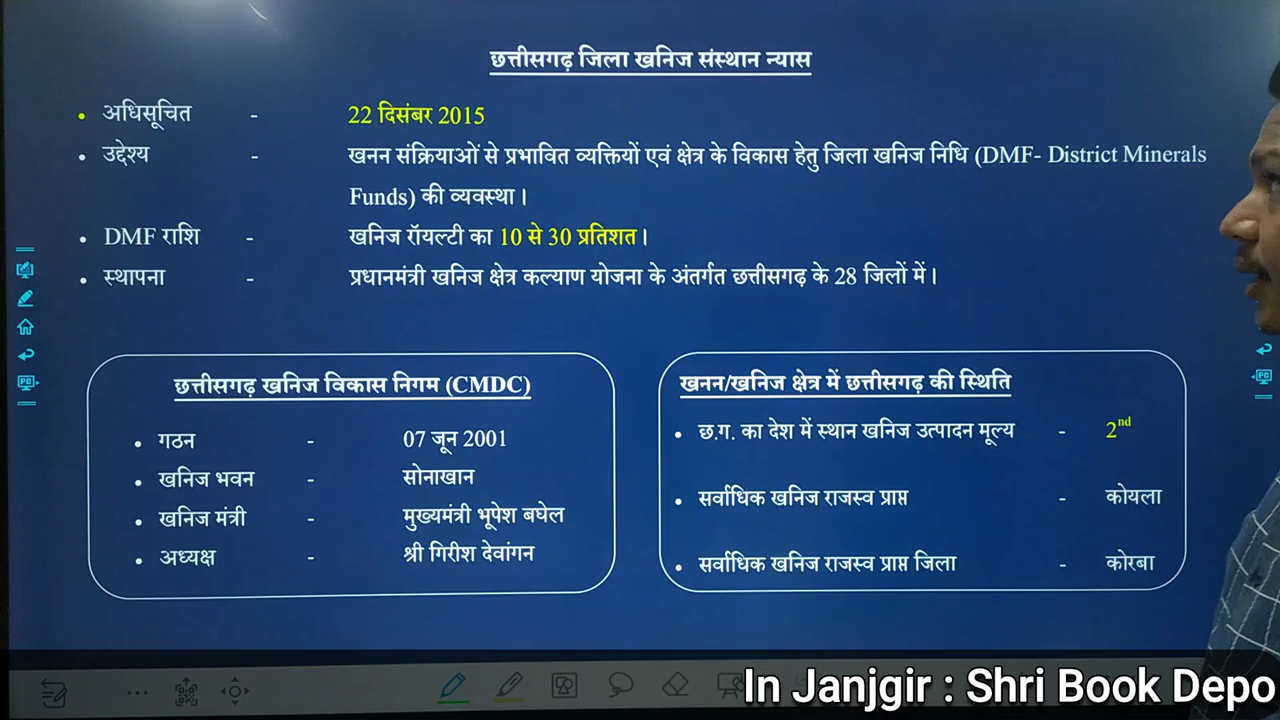 छत्तीसगढ़ जिला खनिज संस्थान न्यास
• अधिसूचित - 22 दिसंबर 2015
• उद्देश्य - खनन संक्रियाओं से प्रभावित व्यक्तियों एवं क्षेत्र के विकास हेतु जिला खनिज निधि (DMF- District Minerals
Funds) की व्यवस्था।
• DMF राशि - खनिज रॉयल्टी का 10 से 30 प्रतिशत।
• स्थापना - प्रधानमंत्री खनिज क्षेत्र कल्याण योजना के अंतर्गत छत्तीसगढ़ के 28 जिलों में।
छत्तीसगढ़ खनिज विकास निगम (CMDC)
• गठन - 07 जून 2001
• खनिज भवन - सोनाखान
• खनिज मंत्री - मुख्यमंत्री भूपेश बघेल
• अध्यक्ष - श्री गिरीश देवांगन
खनन/खनिज क्षेत्र में छत्तीसगढ़ की स्थिति
• छ.ग. का देश में स्थान खनिज उत्पादन मूल्य - 2nd
• सर्वाधिक खनिज राजस्व प्राप्त - कोयला
• सर्वाधिक खनिज राजस्व प्राप्त जिला - कोरबा
PC
PC
In Janjgir : Shri Book Depo